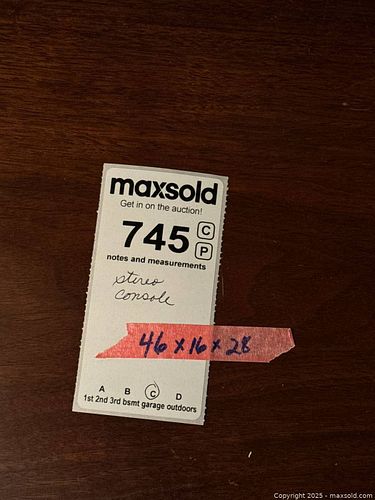 maxsold
Get in on the auction!
745 C
P
notes and measurements
stereo
console
46 x 16 x 28
A B C D
1st 2nd 3rd bsmt garage outdoors
Copyright © 2025 - maxsold.com